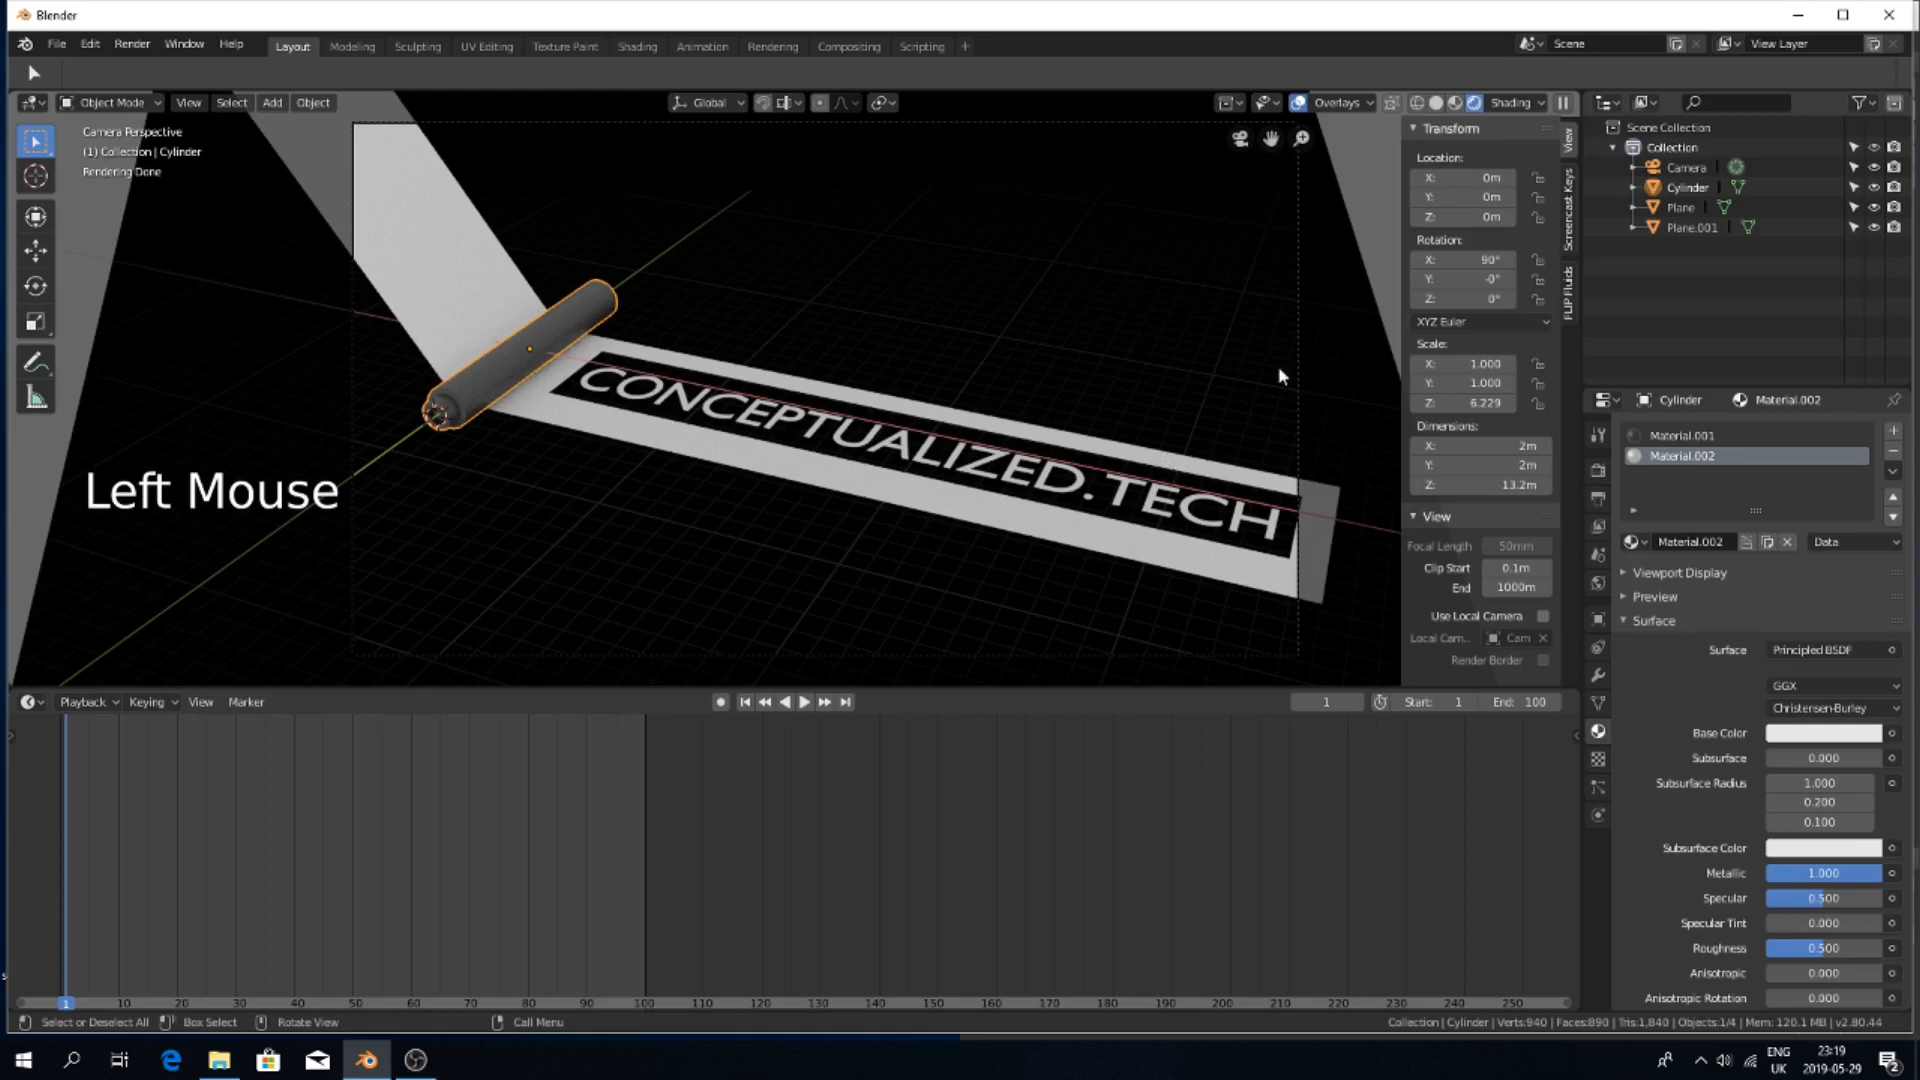 Blender
File Edit Render Window Help Layout Modeling Sculpting UV Editing Texture Paint Shading Animation Rendering Compositing Scripting + Scene View Layer
Object Mode View Select Add Object Global Overlays Shading
Camera Perspective
(1) Collection | Cylinder
Rendering Done
CONCEPTUALIZED.TECH
Left Mouse
Transform
Location:
X: 0m
Y: 0m
Z: 0m
Rotation:
X: 90°
Y: -0°
Z: 0°
XYZ Euler
Scale:
X: 1.000
Y: 1.000
Z: 6.229
Dimensions:
X: 2m
Y: 2m
Z: 13.2m
View
Focal Length 50mm
Clip Start 0.1m
End 1000m
Use Local Camera
Local Cam.. Cam
Render Border
View
Screencast Keys
FLIP Fluids
Scene Collection
Collection
Camera
Cylinder
Plane
Plane.001
Cylinder Material.002
Material.001
Material.002
Material.002 Data
Viewport Display
Preview
Surface
Surface Principled BSDF
GGX
Christensen-Burley
Base Color
Subsurface 0.000
Subsurface Radius 1.000
0.200
0.100
Subsurface Color
Metallic 1.000
Specular 0.500
Specular Tint 0.000
Roughness 0.500
Anisotropic 0.000
Anisotropic Rotation 0.000
Playback Keying View Marker 1 Start: 1 End: 100
1 10 20 30 40 50 60 70 80 90 100 110 120 130 140 150 160 170 180 190 200 210 220 230 240 250
Select or Deselect All Box Select Rotate View Call Menu Collection | Cylinder | Verts:940 | Faces:890 | Tris:1,840 | Objects:1/4 | Mem: 120.1 MB | v2.80.44
ENG
UK
23:19
2019-05-29
2